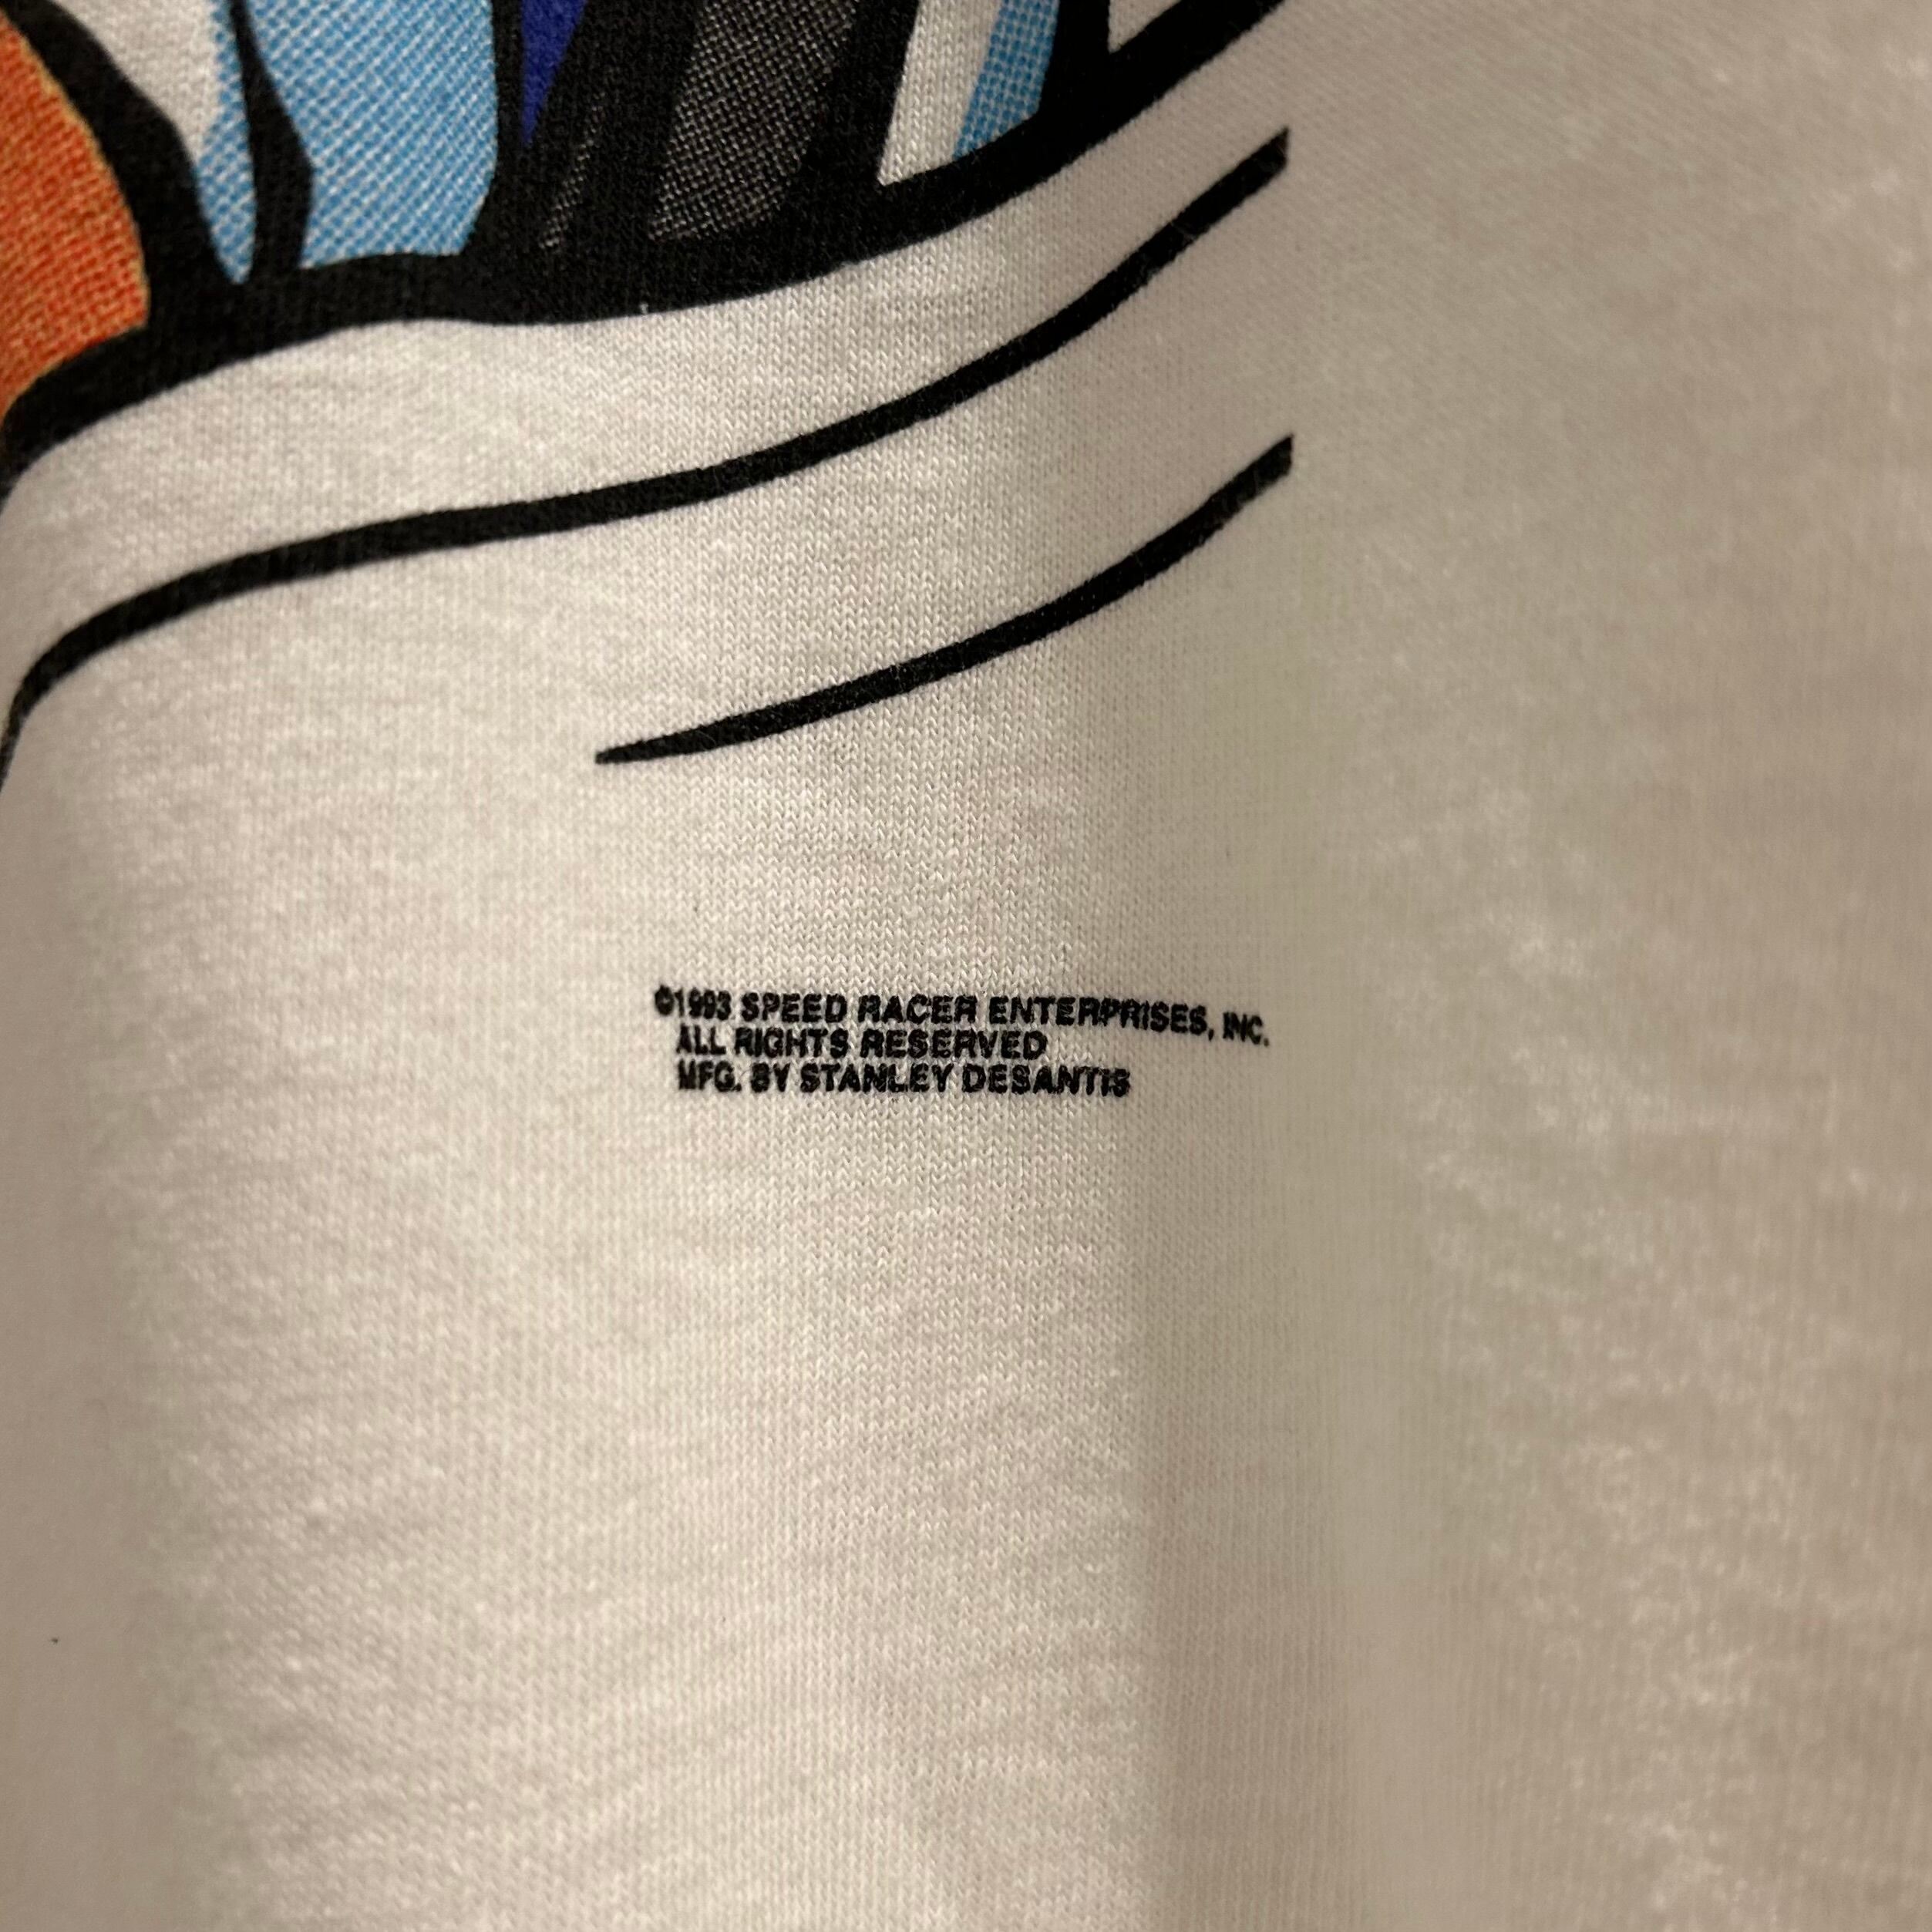 ©1993 SPEED RACER ENTERPRISES, INC.
ALL RIGHTS RESERVED
MFG. BY STANLEY DESANTIS